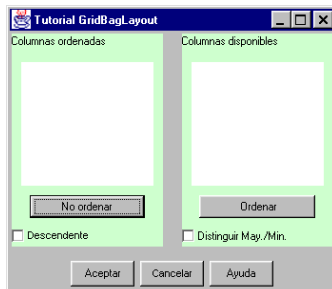 Tutorial GridBagLayout
Columnas ordenadas
Columnas disponibles
No ordenar
Ordenar
Descendente
Distinguir May./Min.
Aceptar
Cancelar
Ayuda